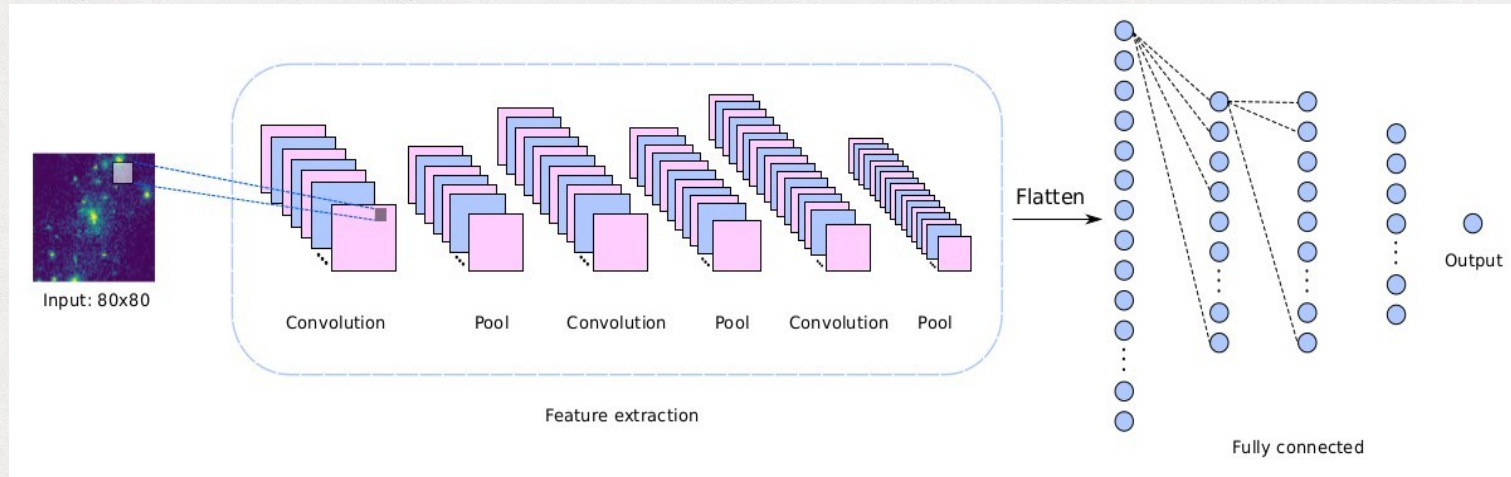 Input: 80x80
Convolution
Pool
Convolution
Pool
Convolution
Pool
Feature extraction
Flatten
Fully connected
Output